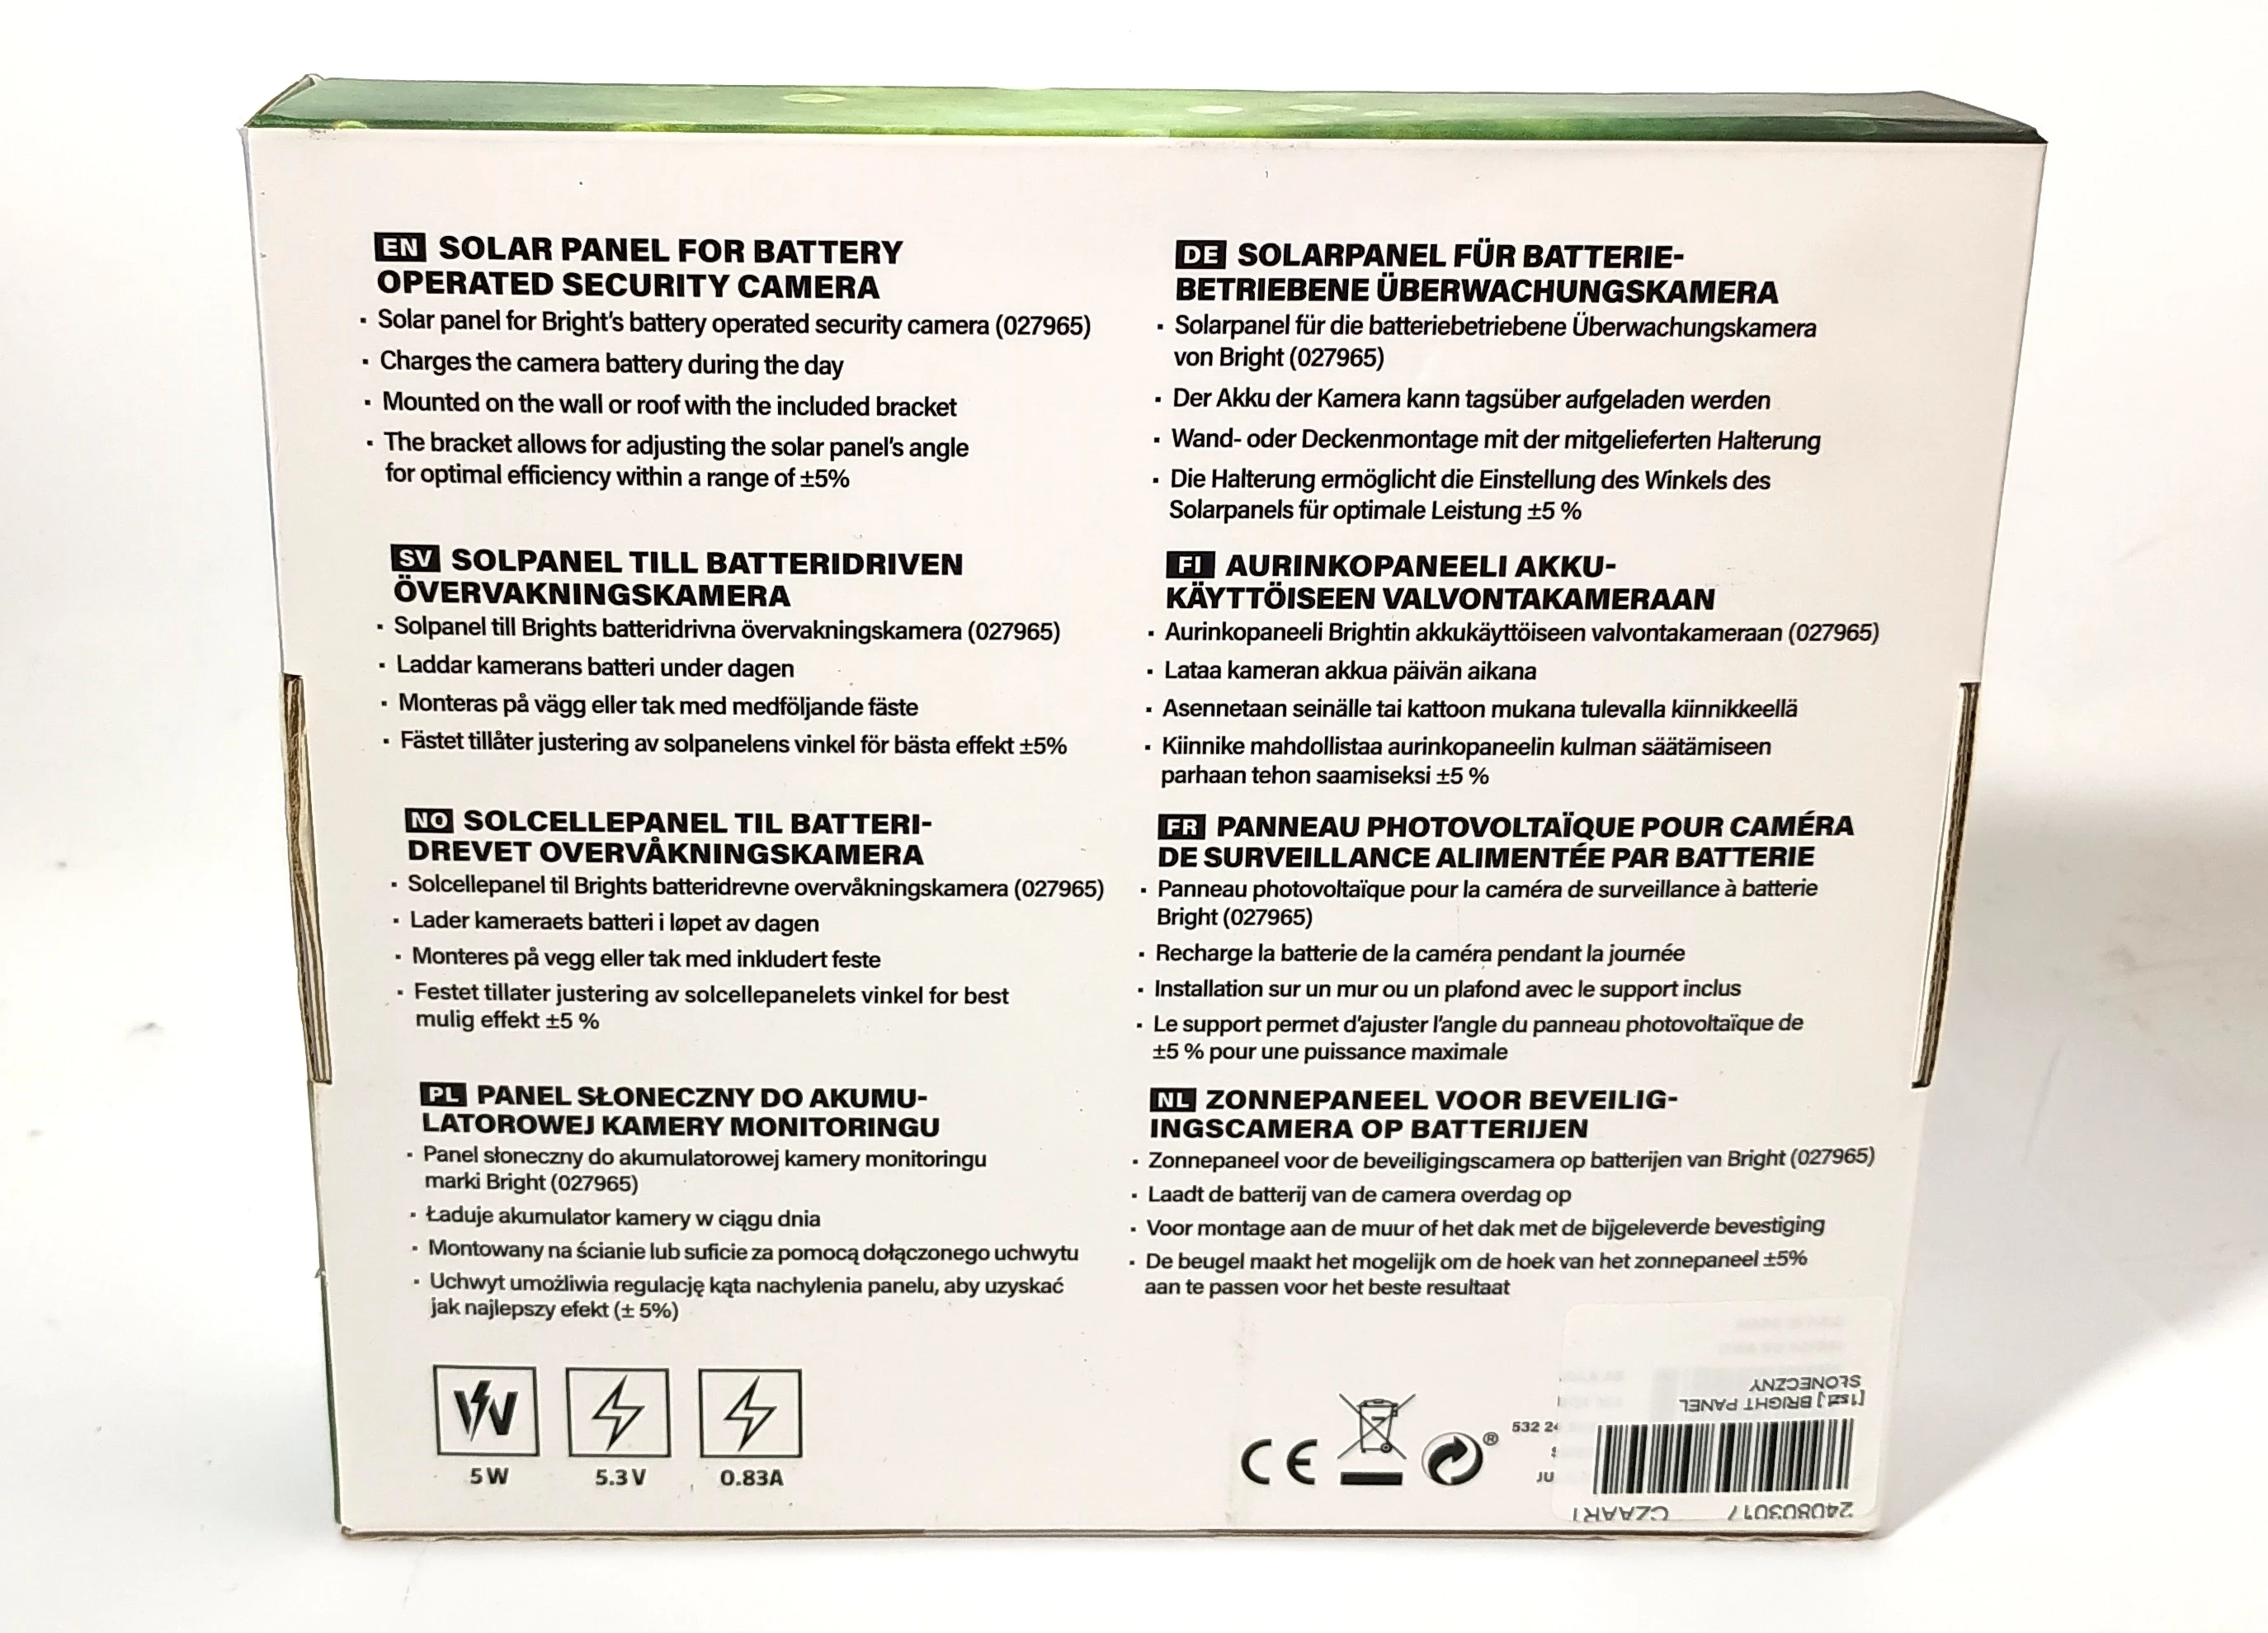 EN SOLAR PANEL FOR BATTERY
OPERATED SECURITY CAMERA
· Solar panel for Bright's battery operated security camera (027965)
· Charges the camera battery during the day
· Mounted on the wall or roof with the included bracket
· The bracket allows for adjusting the solar panel's angle
for optimal efficiency within a range of ±5%
SV SOLPANEL TILL BATTERIDRIVEN
ÖVERVAKNINGSKAMERA
· Solpanel till Brights batteridrivna övervakningskamera (027965)
· Laddar kamerans batteri under dagen
· Monteras på vägg eller tak med medföljande fäste
· Fästet tillåter justering av solpanelens vinkel för bästa effekt ±5%
NO SOLCELLEPANEL TIL BATTERI-
DREVET OVERVÅKNINGSKAMERA
· Solcellepanel til Brights batteridrevne overvåkningskamera (027965)
· Lader kameraets batteri i løpet av dagen
· Monteres på vegg eller tak med inkludert feste
· Festet tillater justering av solcellepanelets vinkel for best
mulig effekt ±5 %
PL PANEL SŁONECZNY DO AKUMU-
LATOROWEJ KAMERY MONITORINGU
· Panel słoneczny do akumulatorowej kamery monitoringu
marki Bright (027965)
· Ładuje akumulator kamery w ciągu dnia
· Montowany na ścianie lub suficie za pomocą dołączonego uchwytu
· Uchwyt umożliwia regulację kąta nachylenia panelu, aby uzyskać
jak najlepszy efekt (± 5%)
W
5 W
5.3 V
0.83A
DE SOLARPANEL FÜR BATTERIE-
BETRIEBENE ÜBERWACHUNGSKAMERA
· Solarpanel für die batteriebetriebene Überwachungskamera
von Bright (027965)
· Der Akku der Kamera kann tagsüber aufgeladen werden
· Wand- oder Deckenmontage mit der mitgelieferten Halterung
· Die Halterung ermöglicht die Einstellung des Winkels des
Solarpanels für optimale Leistung ±5 %
FI AURINKOPANEELI AKKU-
KÄYTTÖISEEN VALVONTAKAMERAAN
· Aurinkopaneeli Brightin akkukäyttöiseen valvontakameraan (027965)
· Lataa kameran akkua päivän aikana
· Asennetaan seinälle tai kattoon mukana tulevalla kiinnikkeellä
· Kiinnike mahdollistaa aurinkopaneelin kulman säätämiseen
parhaan tehon saamiseksi ±5 %
FR PANNEAU PHOTOVOLTAÏQUE POUR CAMÉRA
DE SURVEILLANCE ALIMENTÉE PAR BATTERIE
· Panneau photovoltaïque pour la caméra de surveillance à batterie
Bright (027965)
· Recharge la batterie de la caméra pendant la journée
· Installation sur un mur ou un plafond avec le support inclus
· Le support permet d'ajuster l'angle du panneau photovoltaïque de
±5 % pour une puissance maximale
NL ZONNEPANEEL VOOR BEVEILIG-
INGSCAMERA OP BATTERIJEN
· Zonnepaneel voor de beveiligingscamera op batterijen van Bright (027965)
· Laadt de batterij van de camera overdag op
· Voor montage aan de muur of het dak met de bijgeleverde bevestiging
· De beugel maakt het mogelijk om de hoek van het zonnepaneel ±5%
aan te passen voor het beste resultaat
CE
®
532 24
JU
240803017 CZAAR1
[1szt.] BRIGHT PANEL
SŁONECZNY